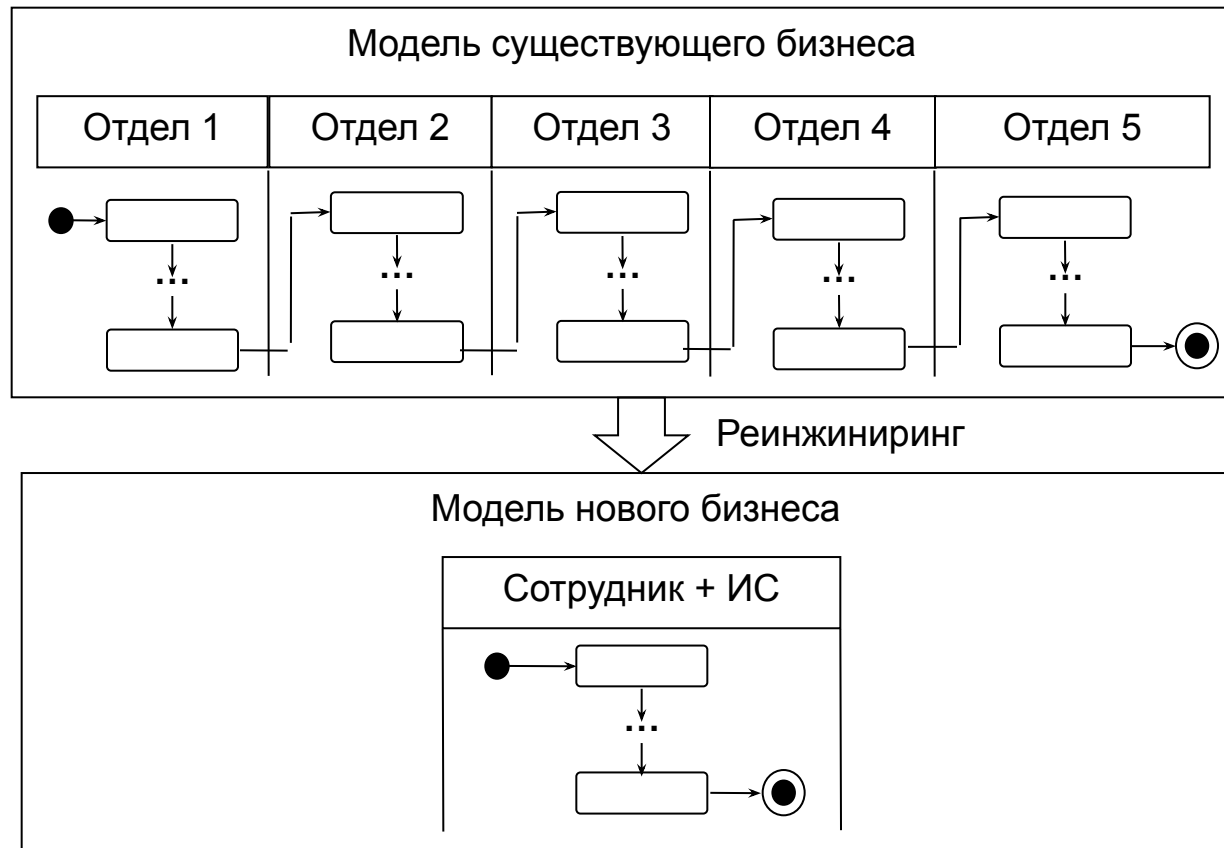 Модель существующего бизнеса
Отдел 1 Отдел 2 Отдел 3 Отдел 4 Отдел 5
...
...
...
...
...
Реинжиниринг
Модель нового бизнеса
Сотрудник + ИС
...